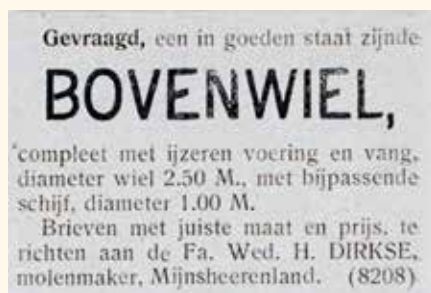 Gevraagd, een in goeden staat zijnde
BOVENWIEL,
compleet met ijzeren voering en vang,
diameter wiel 2.50 M., met bijpassende
schijf, diameter 1.00 M.
Brieven met juiste maat en prijs, te
richten aan de Fa. Wed. H. DIRKSE,
molenmaker, Mijnsheerenland. (8208)